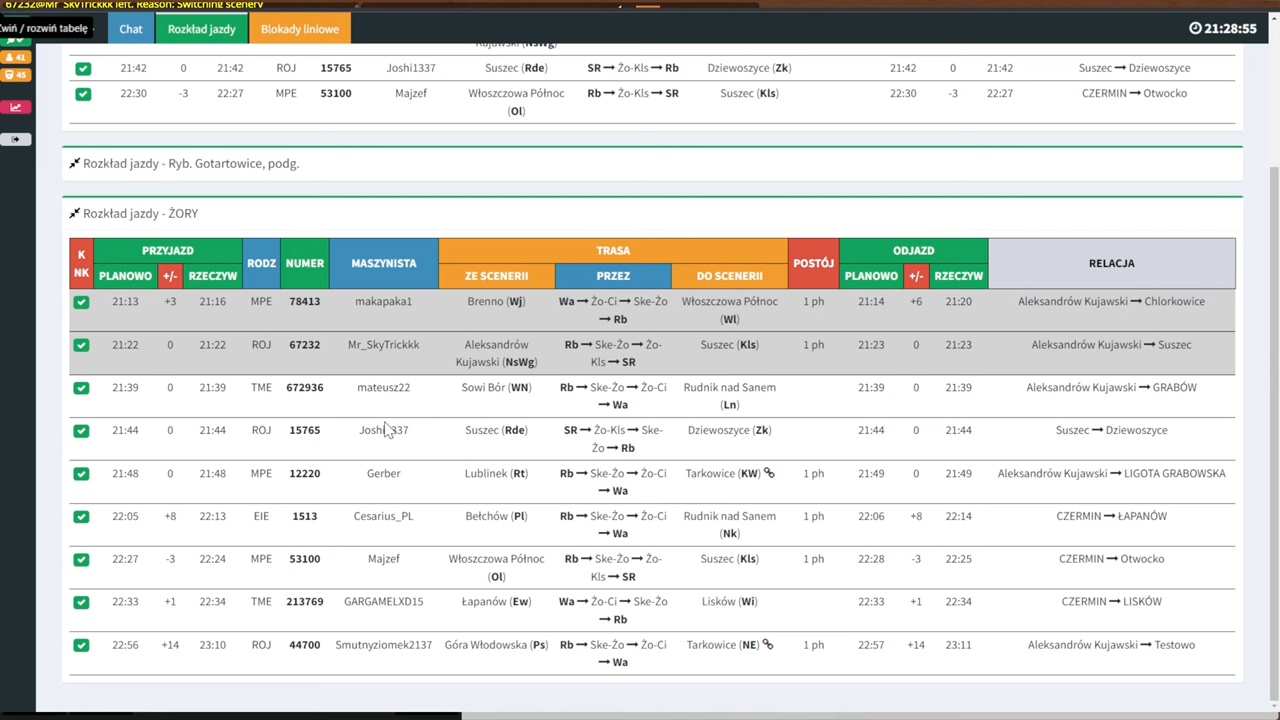 67232@Mr_SkyTrickkk left. Reason: Switching scenery
Zwiń / rozwiń tabelę
Chat
Rozkład jazdy
Blokady liniowe
21:28:55
41
45
Kujawski (NsWg)
21:42 0 21:42 ROJ 15765 Joshi1337 Suszec (Rde) SR → Żo-Kls → Rb Dziewoszyce (Zk) 21:42 0 21:42 Suszec → Dziewoszyce
22:30 -3 22:27 MPE 53100 Majzef Włoszczowa Północ Rb → Żo-Kls → SR Suszec (Kls) 22:30 -3 22:27 CZERMIN → Otwocko
(Ol)
Rozkład jazdy - Ryb. Gotartowice, podg.
Rozkład jazdy - ŻORY
K
NK
PRZYJAZD
RODZ
NUMER
MASZYNISTA
TRASA
POSTÓJ
ODJAZD
RELACJA
PLANOWO +/- RZECZYW ZE SCENERII PRZEZ DO SCENERII PLANOWO +/- RZECZYW
21:13 +3 21:16 MPE 78413 makapaka1 Brenno (Wj) Wa → Żo-Ci → Ske-Żo Włoszczowa Północ 1 ph 21:14 +6 21:20 Aleksandrów Kujawski → Chlorkowice
→ Rb (Wl)
21:22 0 21:22 ROJ 67232 Mr_SkyTrickkk Aleksandrów Rb → Ske-Żo → Żo- Suszec (Kls) 1 ph 21:23 0 21:23 Aleksandrów Kujawski → Suszec
Kujawski (NsWg) Kls → SR
21:39 0 21:39 TME 672936 mateusz22 Sowi Bór (WN) Rb → Ske-Żo → Żo-Ci Rudnik nad Sanem 21:39 0 21:39 Aleksandrów Kujawski → GRABÓW
→ Wa (Ln)
21:44 0 21:44 ROJ 15765 Joshi1337 Suszec (Rde) SR → Żo-Kls → Ske- Dziewoszyce (Zk) 21:44 0 21:44 Suszec → Dziewoszyce
Żo → Rb
21:48 0 21:48 MPE 12220 Gerber Lublinek (Rt) Rb → Ske-Żo → Żo-Ci Tarkowice (KW) 1 ph 21:49 0 21:49 Aleksandrów Kujawski → LIGOTA GRABOWSKA
→ Wa
22:05 +8 22:13 EIE 1513 Cesarius_PL Bełchów (Pl) Rb → Ske-Żo → Żo-Ci Rudnik nad Sanem 1 ph 22:06 +8 22:14 CZERMIN → ŁAPANÓW
→ Wa (Nk)
22:27 -3 22:24 MPE 53100 Majzef Włoszczowa Północ Rb → Ske-Żo → Żo- Suszec (Kls) 1 ph 22:28 -3 22:25 CZERMIN → Otwocko
(Ol) Kls → SR
22:33 +1 22:34 TME 213769 GARGAMELXD15 Łapanów (Ew) Wa → Żo-Ci → Ske-Żo Lisków (Wi) 22:33 +1 22:34 CZERMIN → LISKÓW
→ Rb
22:56 +14 23:10 ROJ 44700 Smutnyziomek2137 Góra Włodowska (Ps) Rb → Ske-Żo → Żo-Ci Tarkowice (NE) 1 ph 22:57 +14 23:11 Aleksandrów Kujawski → Testowo
→ Wa